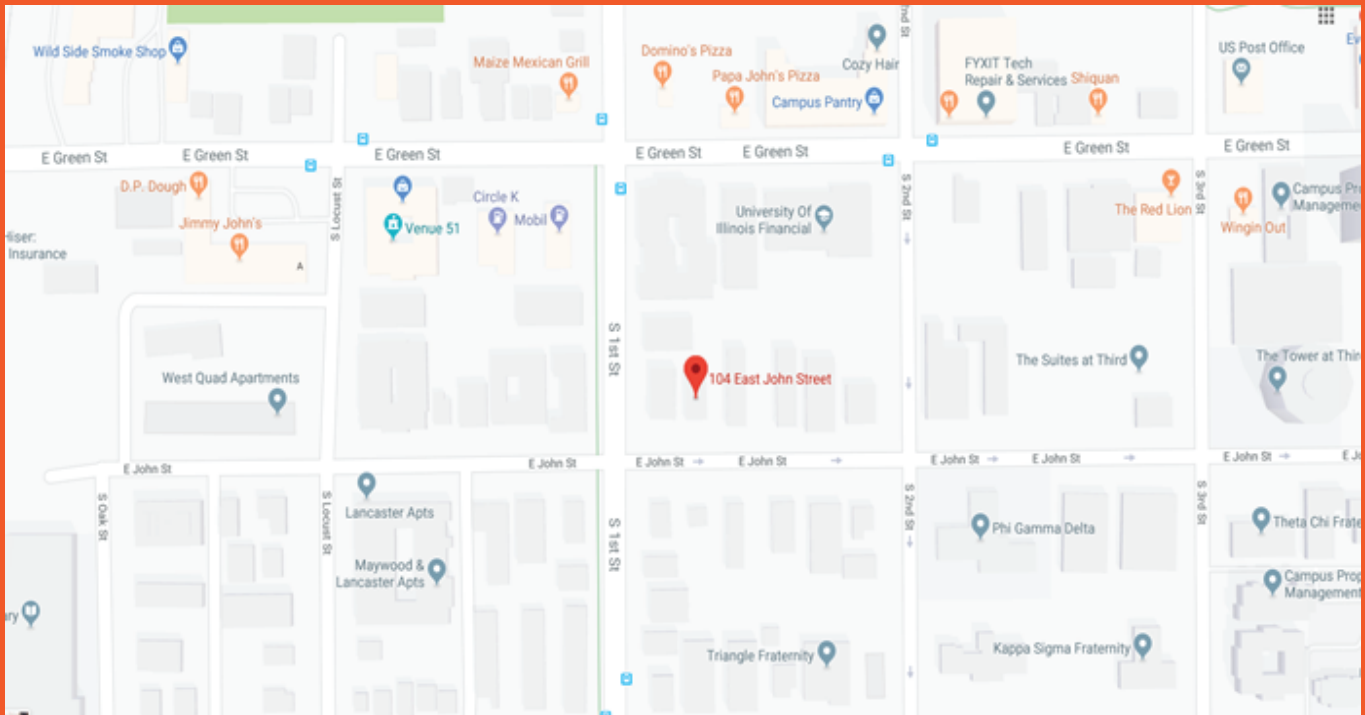 Wild Side Smoke Shop
Maize Mexican Grill
Domino's Pizza
Papa John's Pizza
Cozy Hair
Campus Pantry
2nd St
FYXIT Tech
Repair & Services
Shiquan
US Post Office
E Green St
E Green St
E Green St
E Green St
E Green St
E Green St
E Green St
D.P. Dough
Jimmy John's
A
Insurance
S Locust St
Venue 51
Circle K
Mobil
University Of
Illinois Financial
S 2nd St
The Red Lion
S 3rd St
Wingin Out
Campus Pro
Manageme
S 1st St
West Quad Apartments
104 East John Street
The Suites at Third
The Tower at Thir
E John St
E John St
E John St
E John St
E John St
E John St
E John St
S Oak St
S Locust St
Lancaster Apts
Maywood &
Lancaster Apts
S 1st St
Triangle Fraternity
S 2nd St
Phi Gamma Delta
Kappa Sigma Fraternity
S 3rd St
Theta Chi Frate
Campus Prop
Management